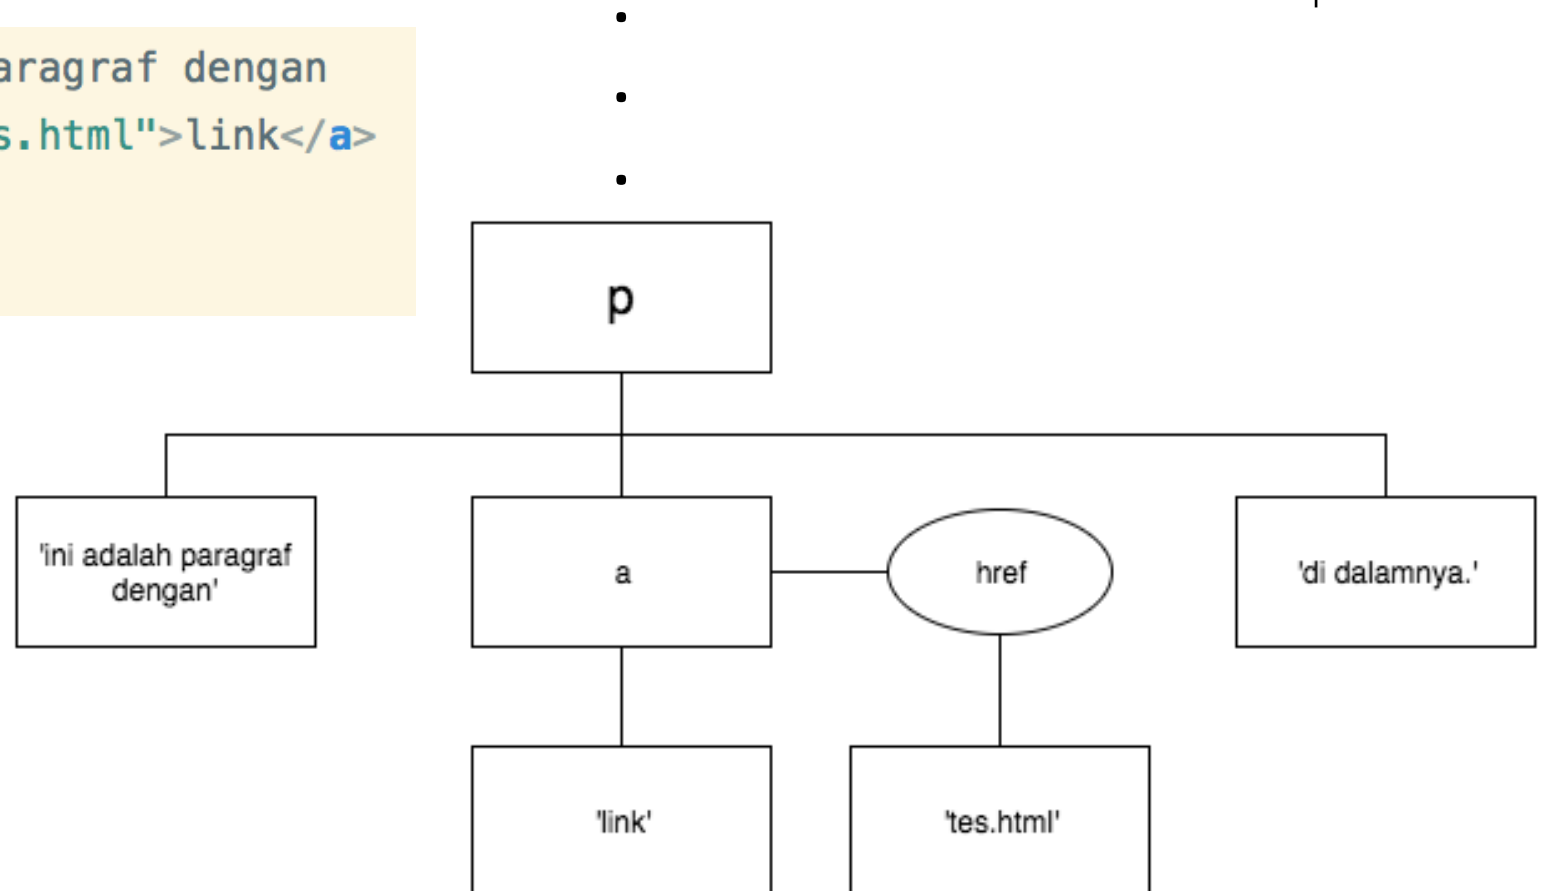 aragraf dengan
s.html">link</a>
p
'ini adalah paragraf
dengan'
a
href
'di dalamnya.'
'link'
'tes.html'